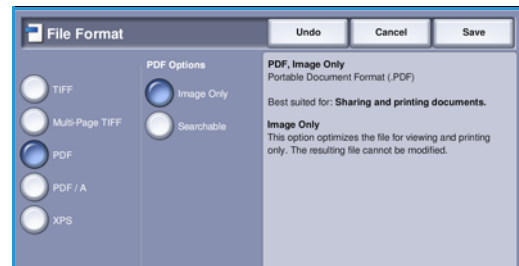 File Format
Undo
Cancel
Save
TIFF
Multi-Page TIFF
PDF
PDF / A
XPS
PDF Options
Image Only
Searchable
PDF, Image Only
Portable Document Format (.PDF)
Best suited for: Sharing and printing documents.
Image Only
This option optimizes the file for viewing and printing
only. The resulting file cannot be modified.